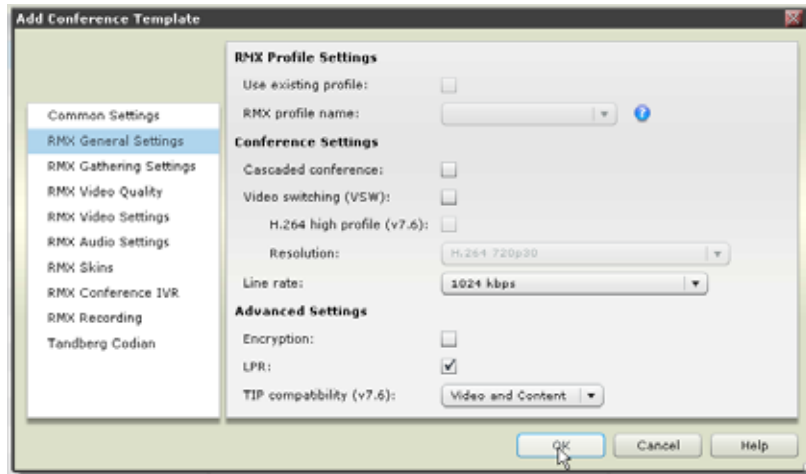 Add Conference Template
Common Settings
RMX General Settings
RMX Gathering Settings
RMX Video Quality
RMX Video Settings
RMX Audio Settings
RMX Skins
RMX Conference IVR
RMX Recording
Tandberg Codian
RMX Profile Settings
Use existing profile:
RMX profile name:
?
Conference Settings
Cascaded conference:
Video switching (VSW):
H.264 high profile (v7.6):
Resolution: H.264 720p30
Line rate: 1024 kbps
Advanced Settings
Encryption:
LPR:
TIP compatibility (v7.6): Video and Content
OK Cancel Help